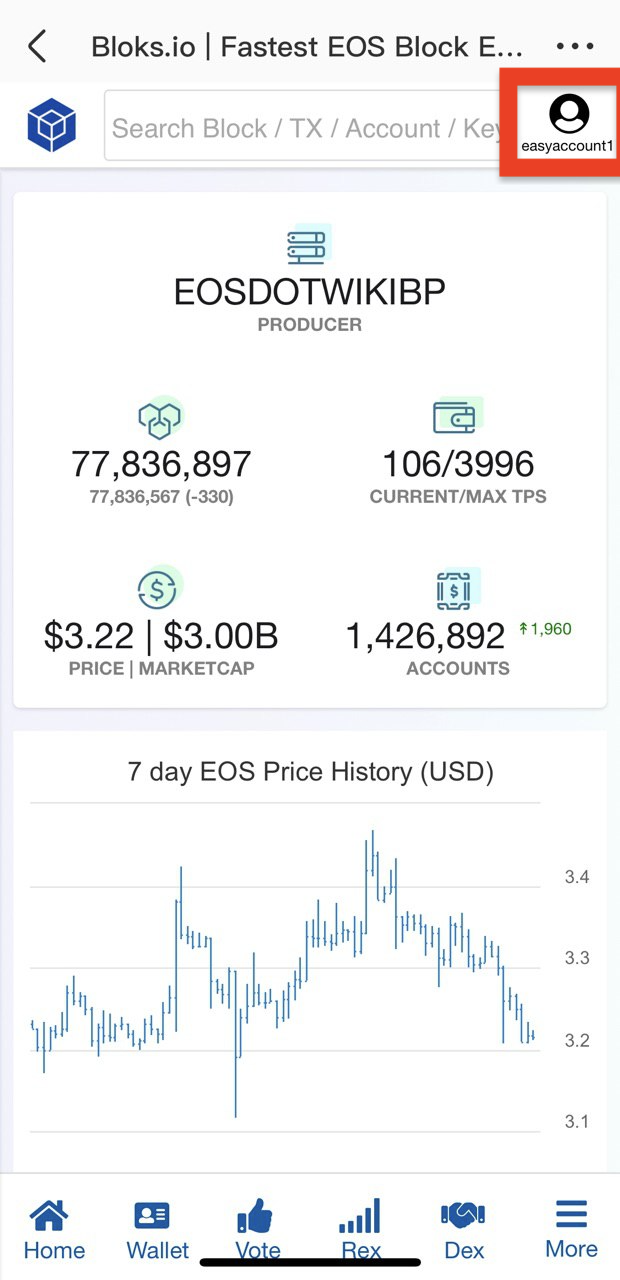 Bloks.io | Fastest EOS Block E...
Search Block / TX / Account / Key
easyaccount1
EOSDOTWIKIBP
PRODUCER
77,836,897
77,836,567 (-330)
106/3996
CURRENT/MAX TPS
$3.22 | $3.00B
PRICE | MARKETCAP
1,426,892 ↟1,960
ACCOUNTS
7 day EOS Price History (USD)
3.4
3.3
3.2
3.1
Home
Wallet
Vote
Rex
Dex
More